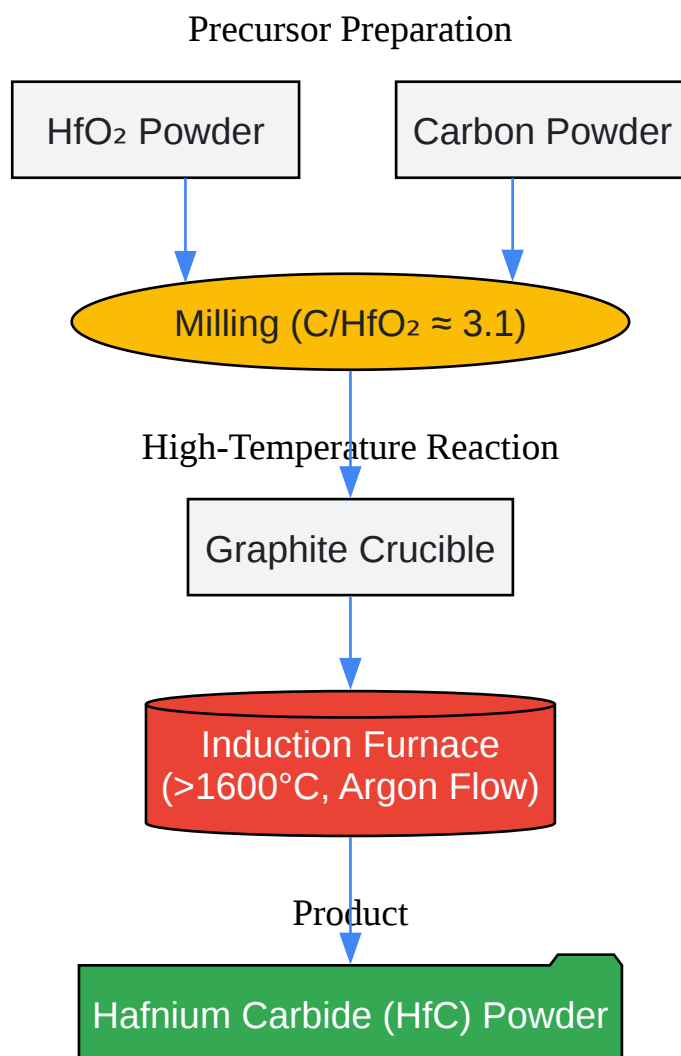 Precursor Preparation
HfO₂ Powder
Carbon Powder
Milling (C/HfO₂ ≈ 3.1)
High-Temperature Reaction
Graphite Crucible
Induction Furnace
(>1600°C, Argon Flow)
Product
Hafnium Carbide (HfC) Powder